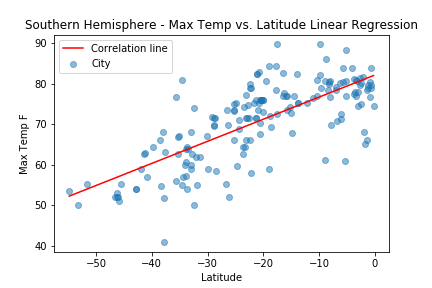 Southern Hemisphere - Max Temp vs. Latitude Linear Regression
90
Correlation line
City
80
70
60
50
40
Max Temp F
−50
−40
−30
−20
−10
0
Latitude